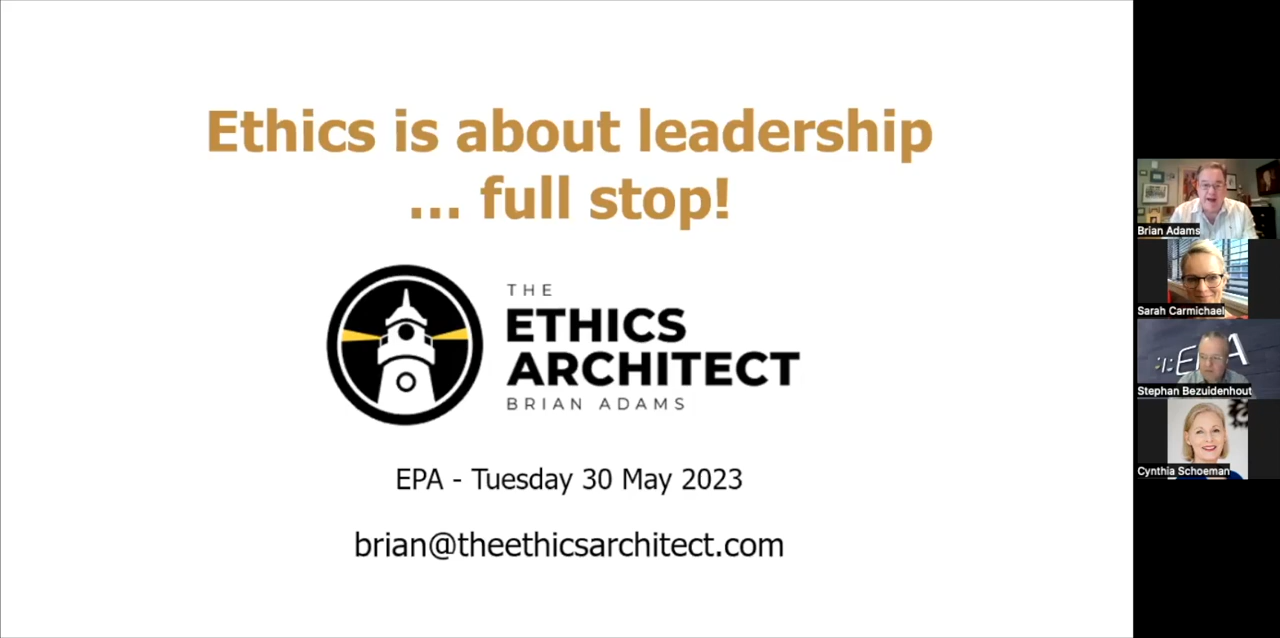 Ethics is about leadership
... full stop!
THE
ETHICS
ARCHITECT
BRIAN ADAMS
EPA - Tuesday 30 May 2023
brian@theethicsarchitect.com
Brian Adams
Sarah Carmichael
EPA
Stephan Bezuidenhout
Cynthia Schoeman